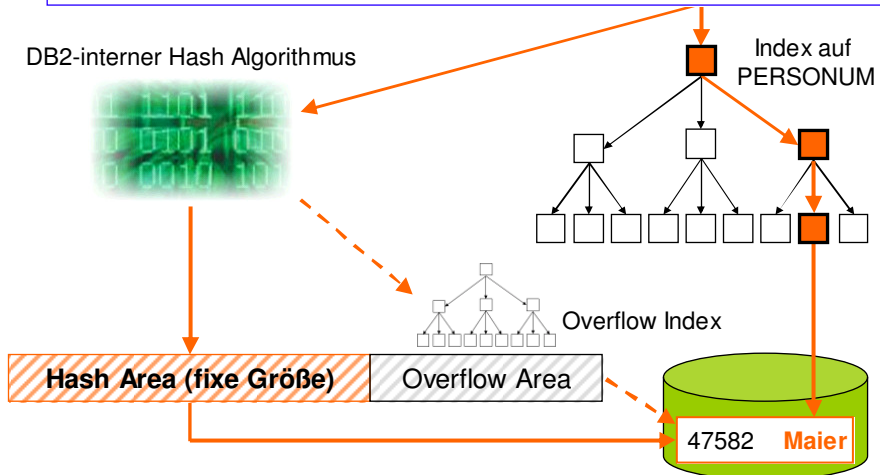 DB2-interner Hash Algorithmus
Index auf
PERSONUM
Overflow Index
Hash Area (fixe Größe)
Overflow Area
47582 Maier